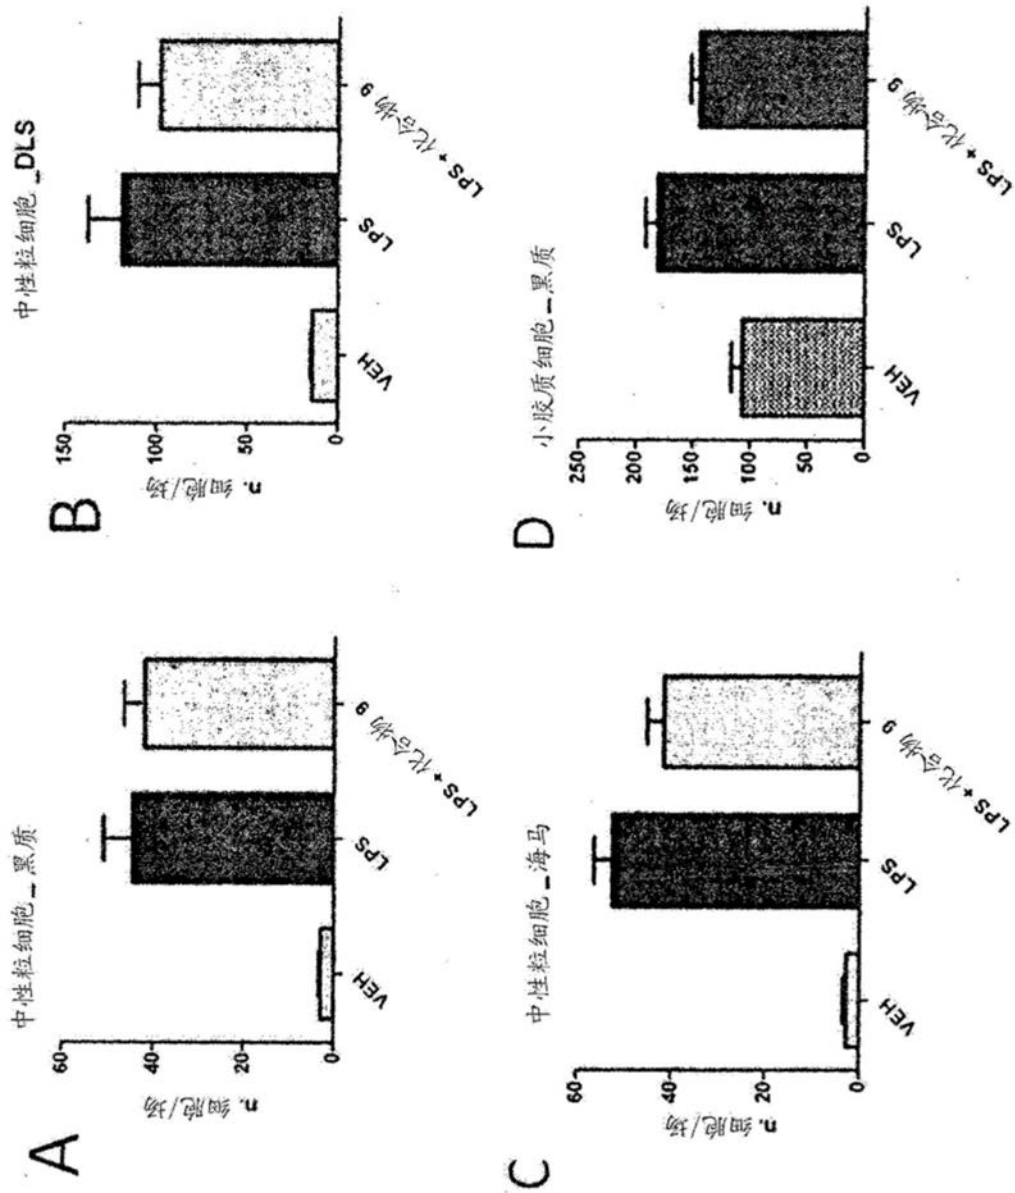 A
中性粒细胞_黑质
n. 细胞/场
60
40
20
0
VEH
LPS
LPS + 化合物 9
B
中性粒细胞_DLS
n. 细胞/场
150
100
50
0
VEH
LPS
LPS + 化合物 9
C
中性粒细胞_海马
n. 细胞/场
60
40
20
0
VEH
LPS
LPS + 化合物 9
D
小胶质细胞_黑质
n. 细胞/场
250
200
150
100
50
0
VEH
LPS
LPS + 化合物 9